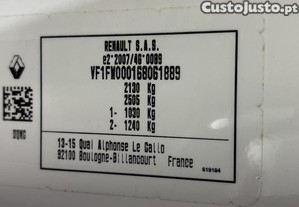 Custojusto.pt
RENAULT S.A.S.
e2*2007/46*0089
VF1FW000168061889
2130 Kg
2505 Kg
1- 1030 Kg
2- 1240 Kg
13-15 Quai Alphonse Le Gallo
92100 Boulogne-Billancourt France